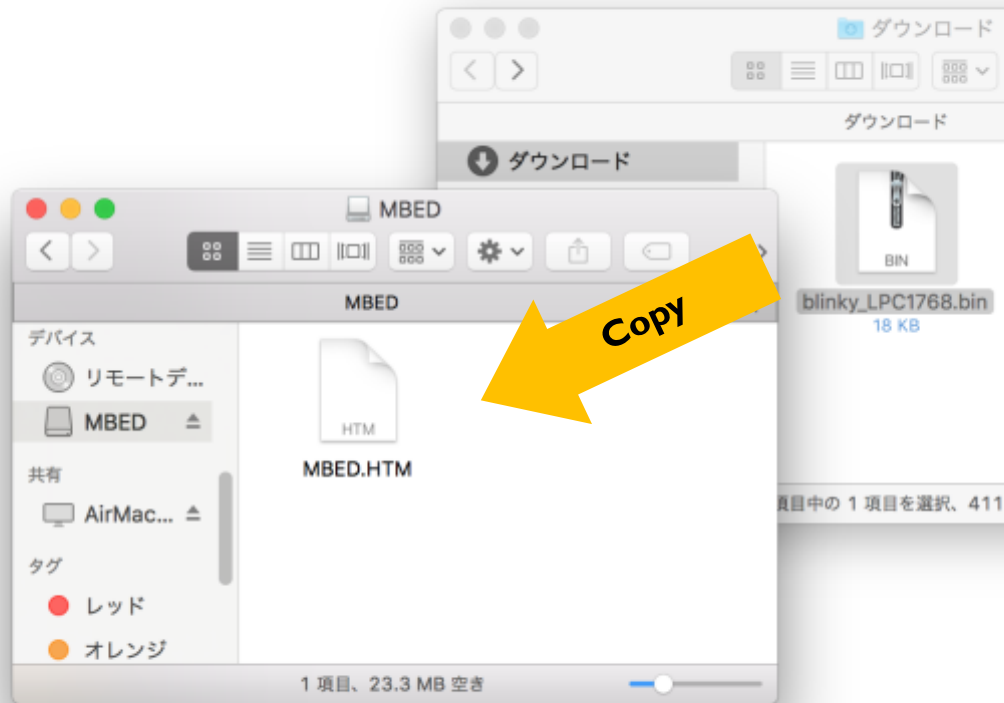 ダウンロード
ダウンロード
ダウンロード
BIN
blinky_LPC1768.bin
18 KB
項目中の 1 項目を選択、411
MBED
MBED
Copy
デバイス
リモートデ...
MBED
共有
AirMac...
タグ
レッド
オレンジ
HTM
MBED.HTM
1 項目、23.3 MB 空き